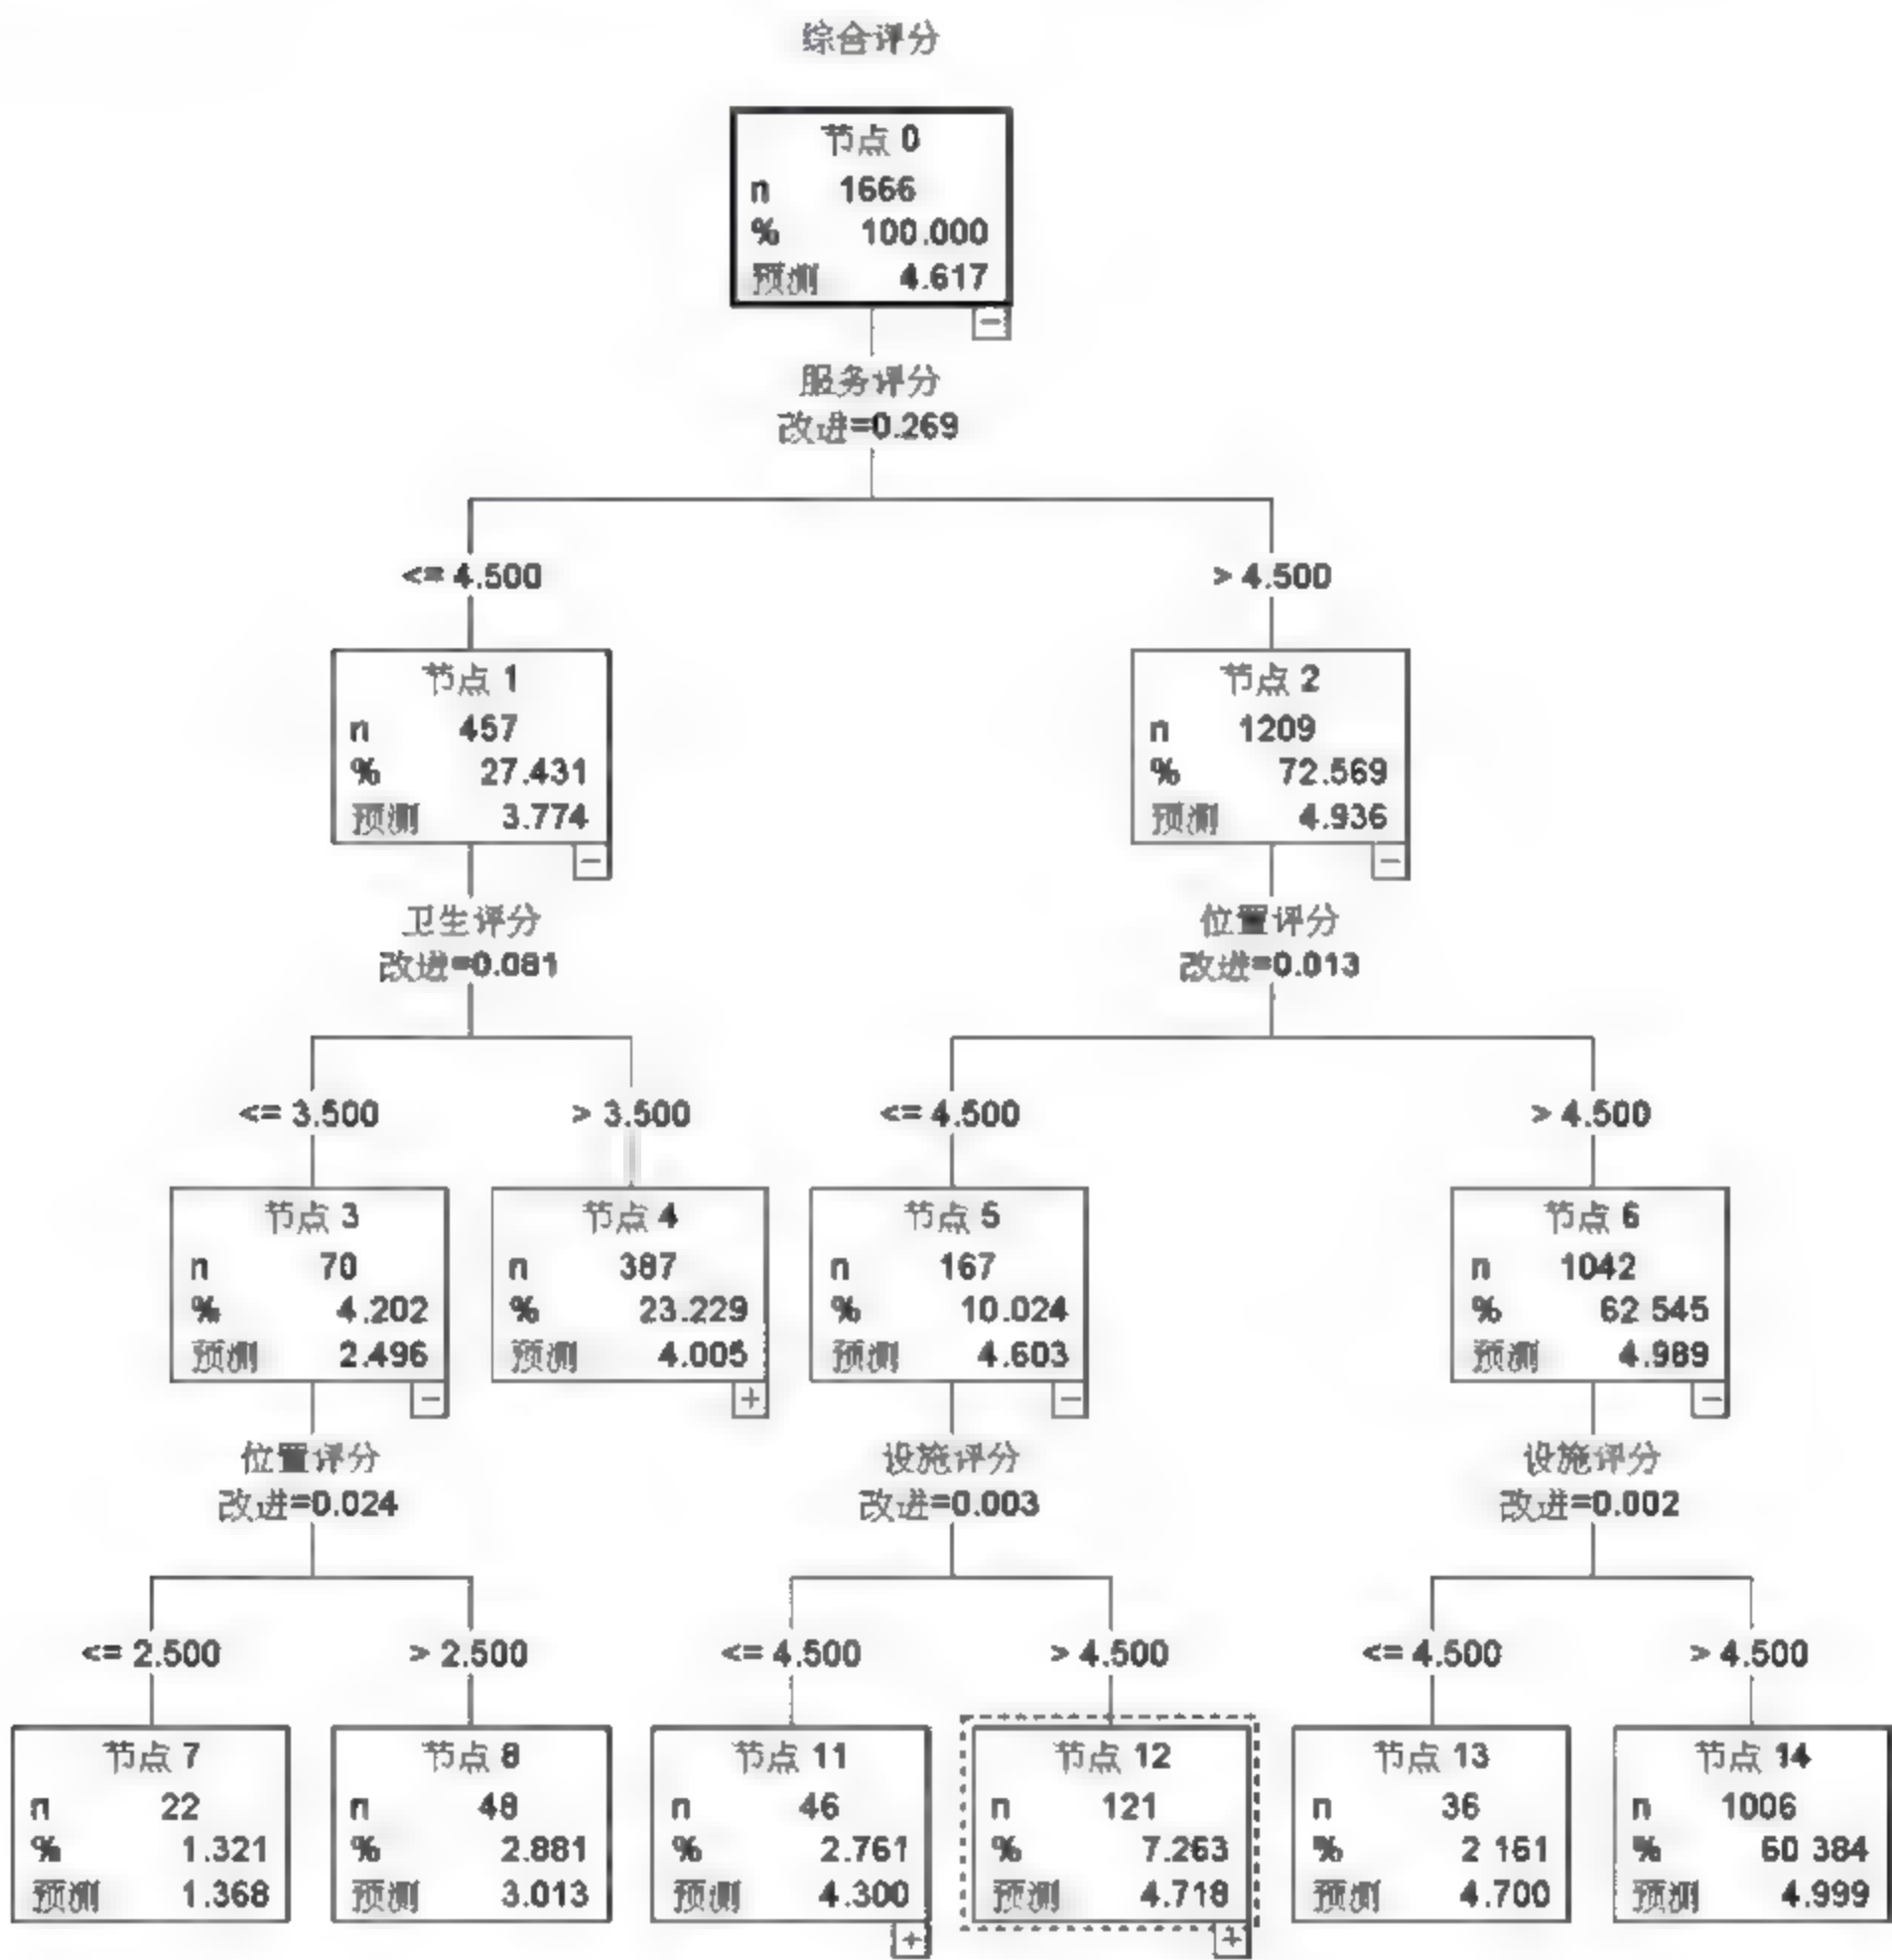 综合评分
节点 0
n 1666
% 100.000
预测 4.617
服务评分
改进=0.269
<= 4.500
> 4.500
节点 1
n 457
% 27.431
预测 3.774
节点 2
n 1209
% 72.569
预测 4.936
卫生评分
改进=0.081
位置评分
改进=0.013
<= 3.500
> 3.500
<= 4.500
> 4.500
节点 3
n 70
% 4.202
预测 2.496
节点 4
n 387
% 23.229
预测 4.005
节点 5
n 167
% 10.024
预测 4.603
节点 6
n 1042
% 62.545
预测 4.989
位置评分
改进=0.024
设施评分
改进=0.003
设施评分
改进=0.002
<= 2.500
> 2.500
<= 4.500
> 4.500
<= 4.500
> 4.500
节点 7
n 22
% 1.321
预测 1.368
节点 8
n 48
% 2.881
预测 3.013
节点 11
n 46
% 2.761
预测 4.300
节点 12
n 121
% 7.263
预测 4.718
节点 13
n 36
% 2.161
预测 4.700
节点 14
n 1006
% 60.384
预测 4.999